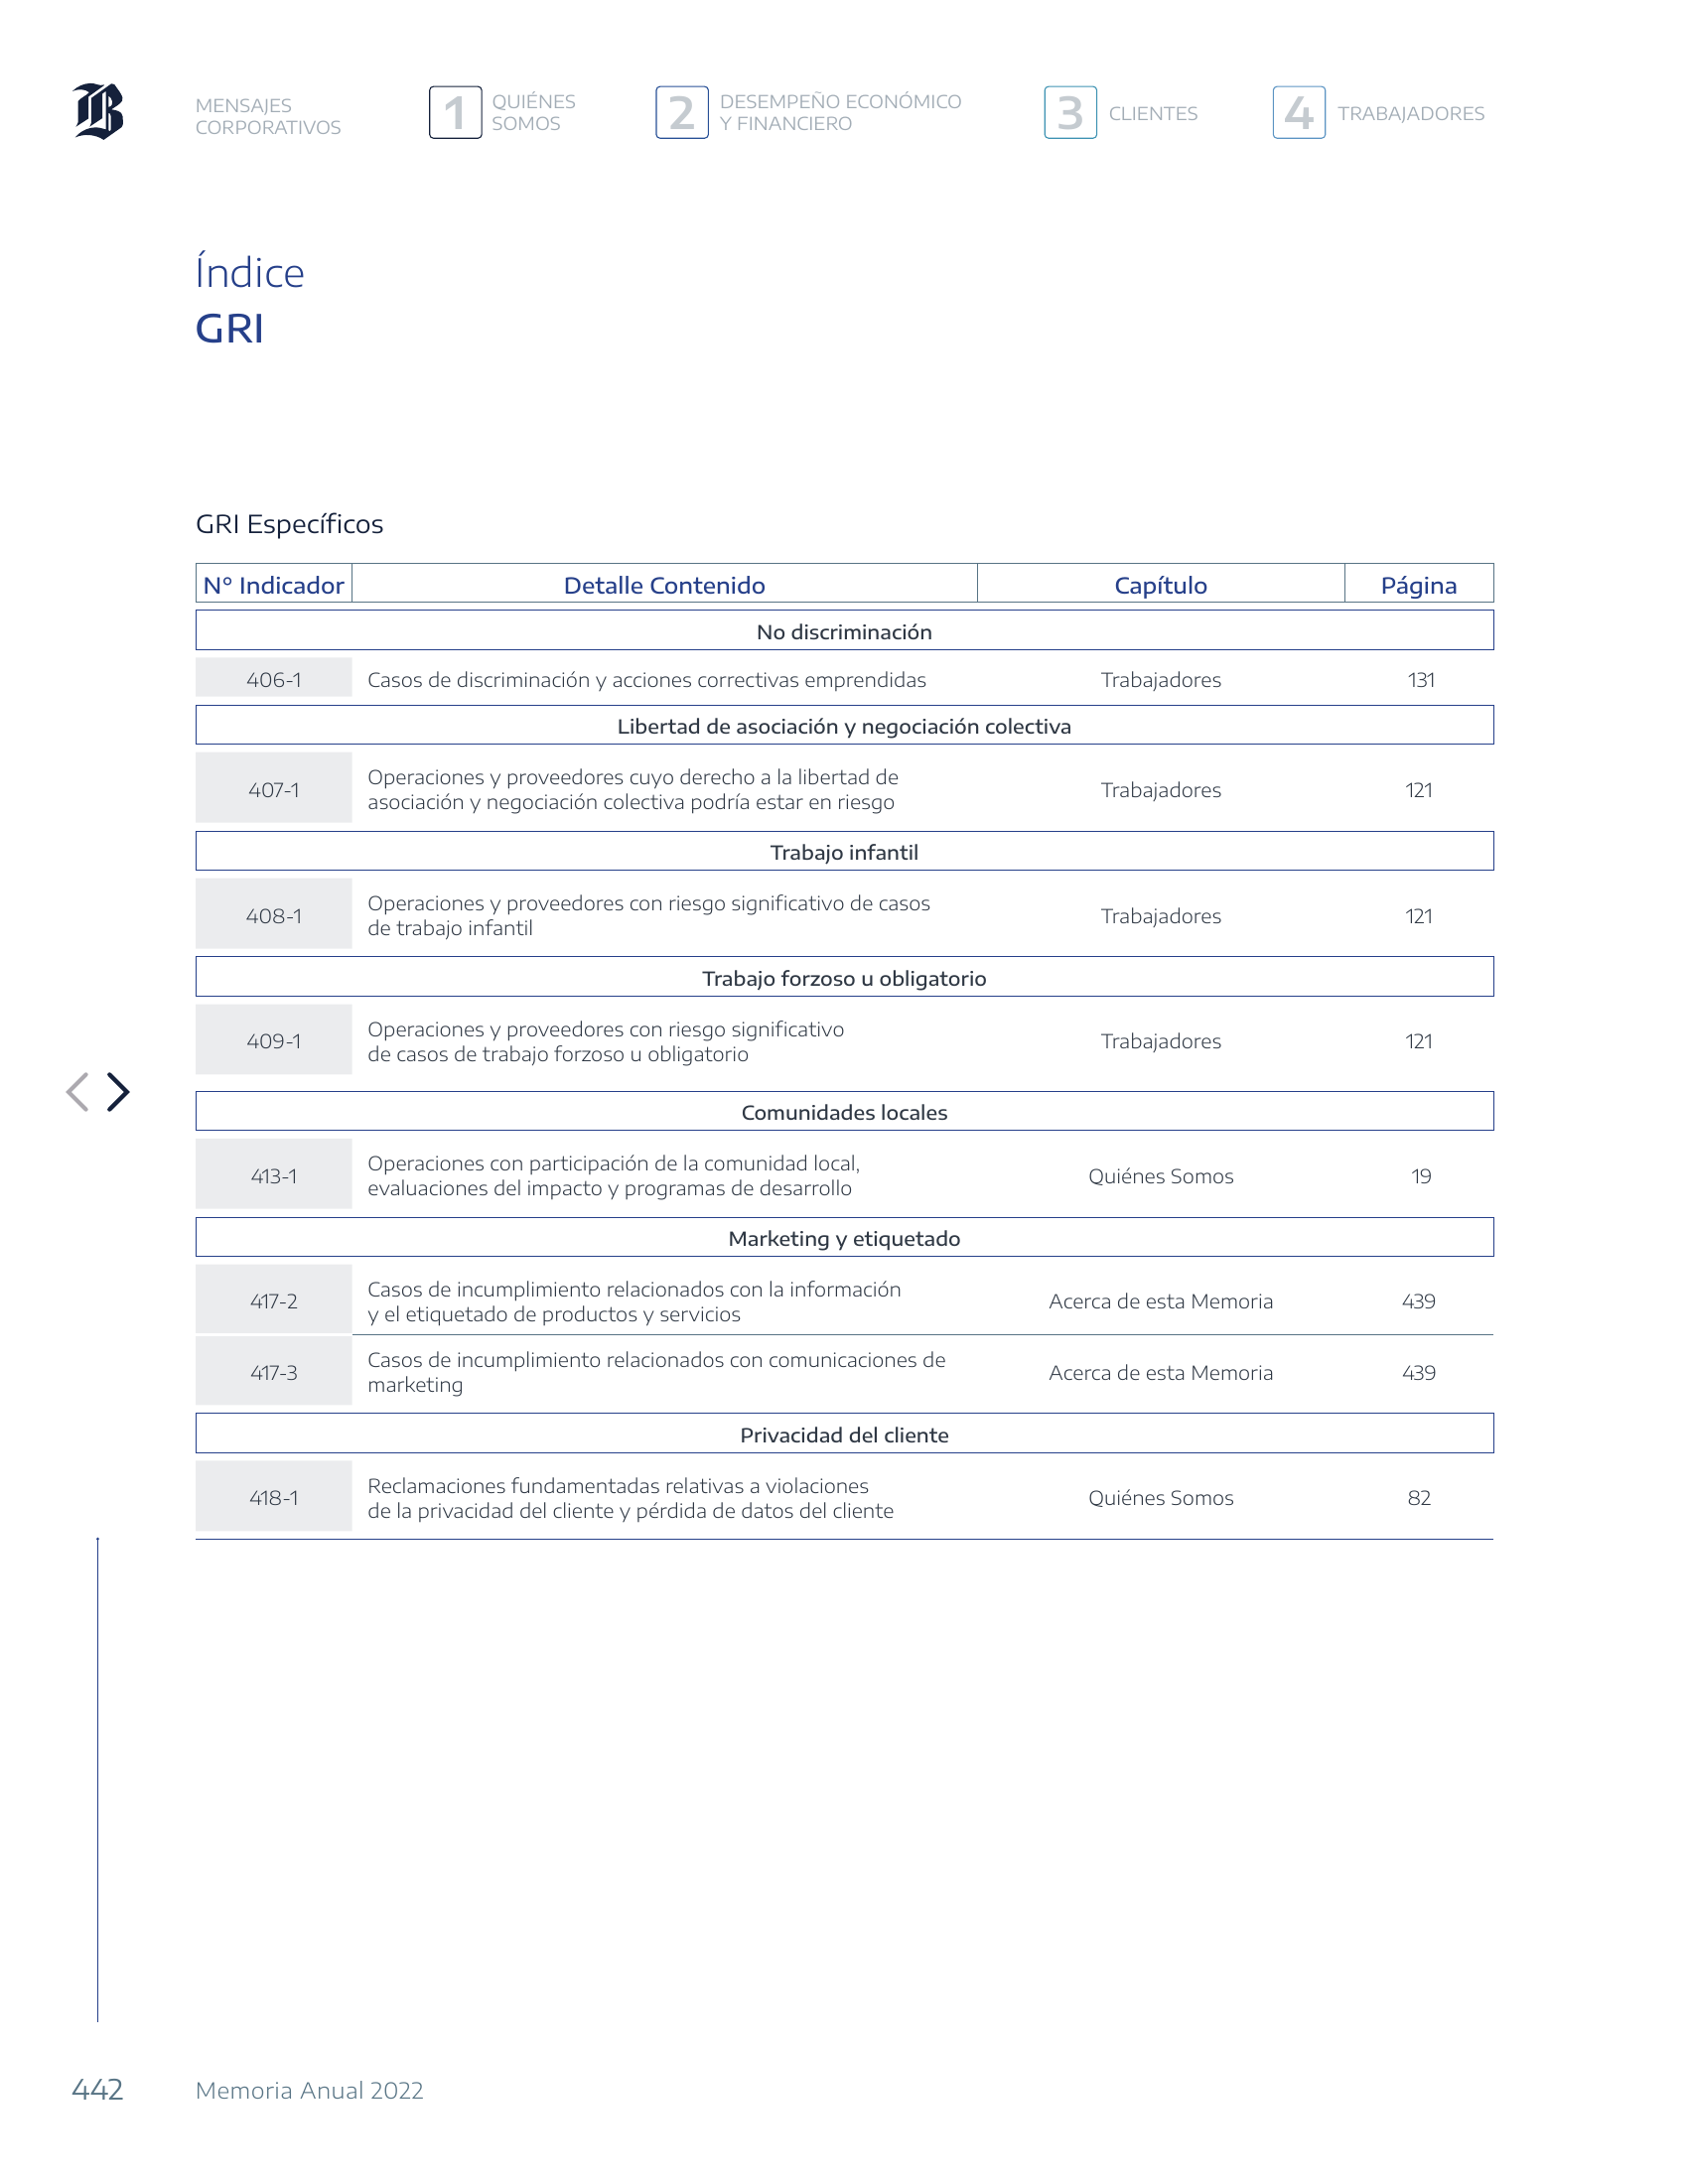 B
MENSAJES
CORPORATIVOS
1
QUIÉNES
SOMOS
2
DESEMPEÑO ECONÓMICO
Y FINANCIERO
3
CLIENTES
4
TRABAJADORES
Índice
GRI
GRI Específicos
N° Indicador Detalle Contenido Capítulo Página
No discriminación
406-1 Casos de discriminación y acciones correctivas emprendidas Trabajadores 131
Libertad de asociación y negociación colectiva
407-1 Operaciones y proveedores cuyo derecho a la libertad de
asociación y negociación colectiva podría estar en riesgo Trabajadores 121
Trabajo infantil
408-1 Operaciones y proveedores con riesgo significativo de casos
de trabajo infantil Trabajadores 121
Trabajo forzoso u obligatorio
409-1 Operaciones y proveedores con riesgo significativo
de casos de trabajo forzoso u obligatorio Trabajadores 121
Comunidades locales
413-1 Operaciones con participación de la comunidad local,
evaluaciones del impacto y programas de desarrollo Quiénes Somos 19
Marketing y etiquetado
417-2 Casos de incumplimiento relacionados con la información
y el etiquetado de productos y servicios Acerca de esta Memoria 439
417-3 Casos de incumplimiento relacionados con comunicaciones de
marketing Acerca de esta Memoria 439
Privacidad del cliente
418-1 Reclamaciones fundamentadas relativas a violaciones
de la privacidad del cliente y pérdida de datos del cliente Quiénes Somos 82
442 Memoria Anual 2022